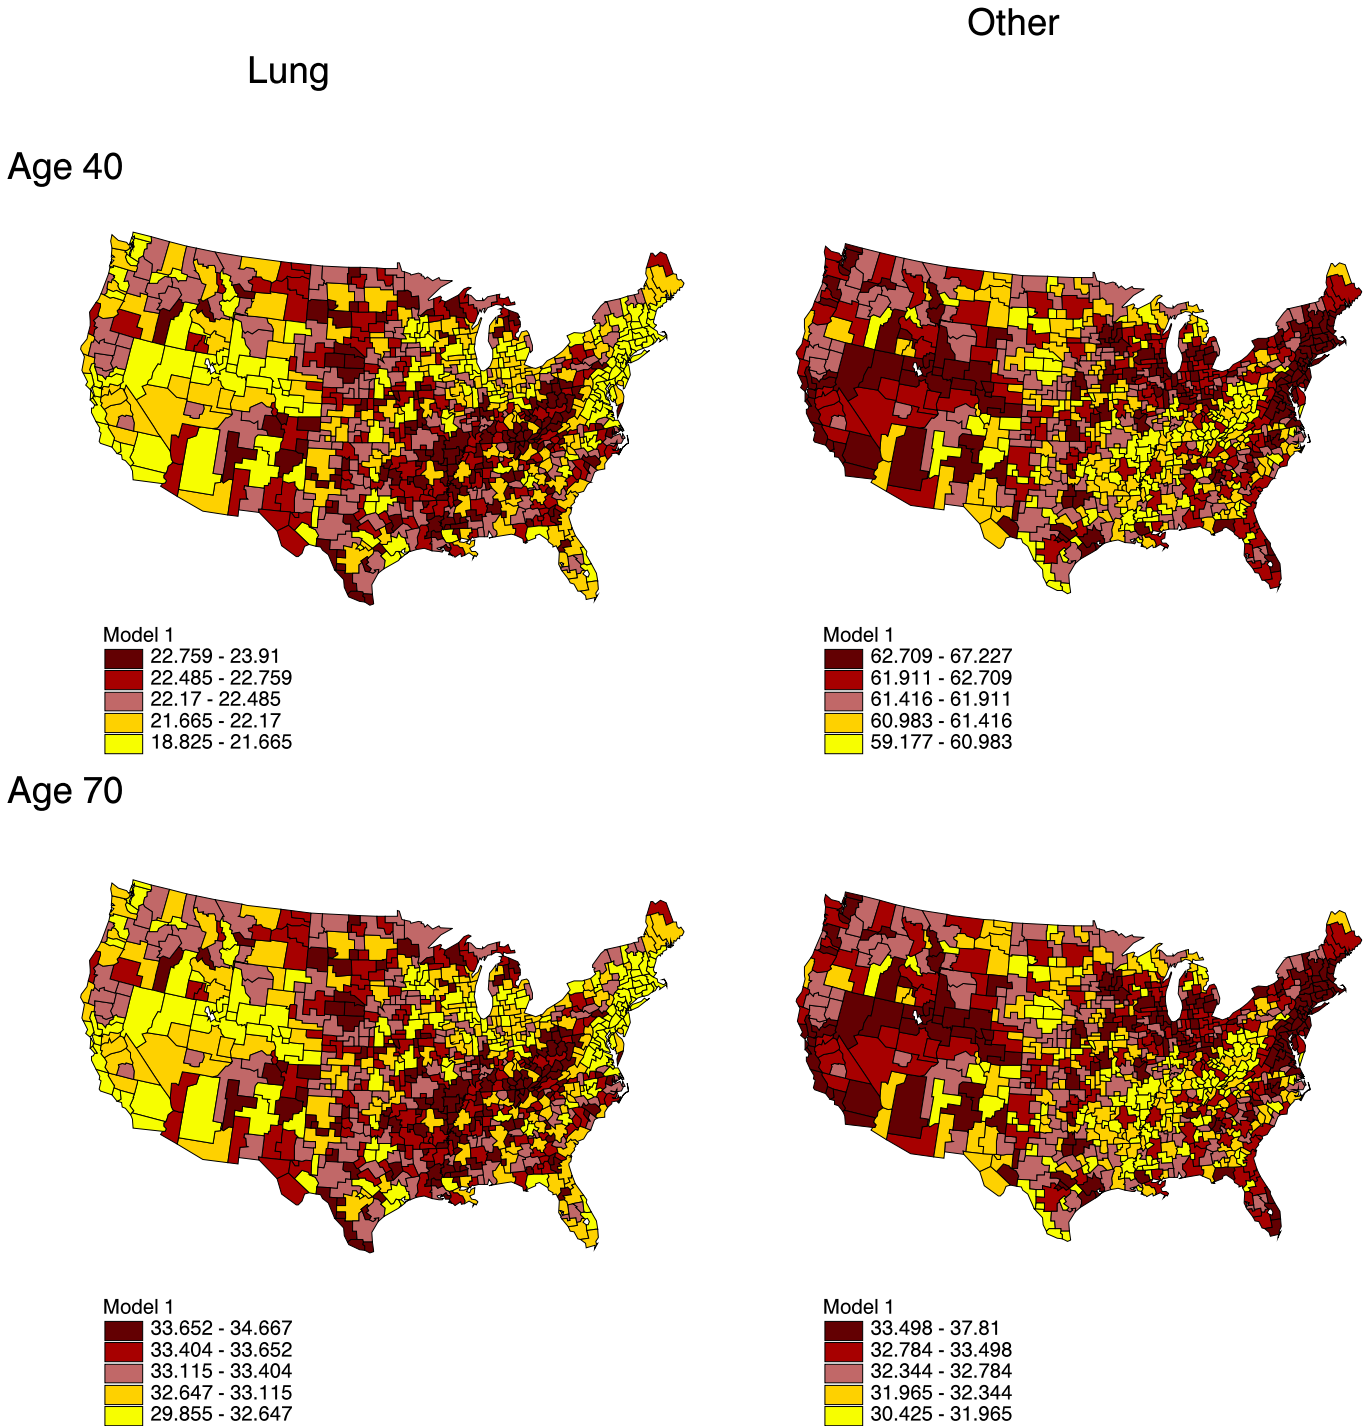 Other
Lung
Age 40
Model 1
22.759 - 23.91
22.485 - 22.759
22.17 - 22.485
21.665 - 22.17
18.825 - 21.665
Model 1
62.709 - 67.227
61.911 - 62.709
61.416 - 61.911
60.983 - 61.416
59.177 - 60.983
Age 70
Model 1
33.652 - 34.667
33.404 - 33.652
33.115 - 33.404
32.647 - 33.115
29.855 - 32.647
Model 1
33.498 - 37.81
32.784 - 33.498
32.344 - 32.784
31.965 - 32.344
30.425 - 31.965